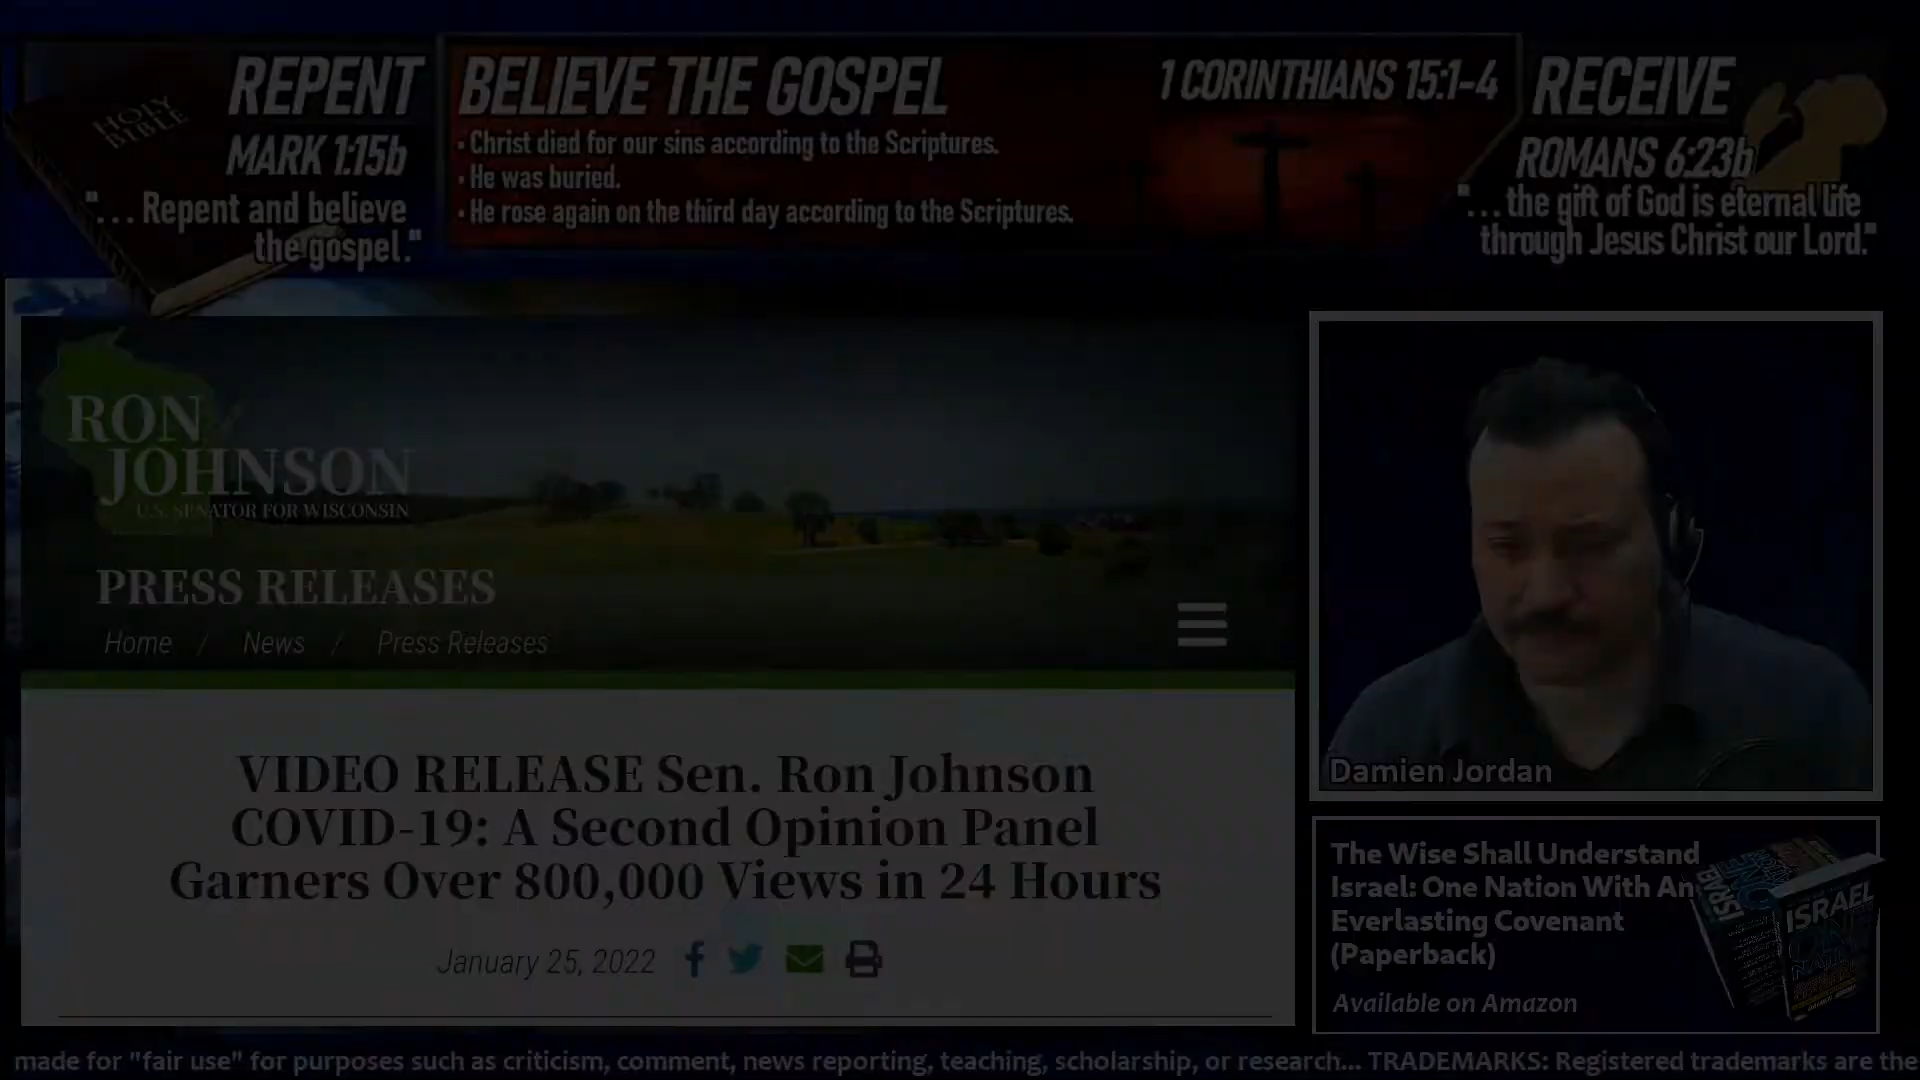 HOLY
BIBLE
REPENT
MARK 1:15b
"... Repent and believe
the gospel."
BELIEVE THE GOSPEL
1 CORINTHIANS 15:1-4
· Christ died for our sins according to the Scriptures.
· He was buried.
· He rose again on the third day according to the Scriptures.
RECEIVE
ROMANS 6:23b
"... the gift of God is eternal life
through Jesus Christ our Lord."
RON
JOHNSON
U.S. SENATOR FOR WISCONSIN
PRESS RELEASES
Home / News / Press Releases
VIDEO RELEASE Sen. Ron Johnson
COVID-19: A Second Opinion Panel
Garners Over 800,000 Views in 24 Hours
January 25, 2022
Damien Jordan
The Wise Shall Understand
Israel: One Nation With An
Everlasting Covenant
(Paperback)
Available on Amazon
ISRAEL
ISRAEL
made for "fair use" for purposes such as criticism, comment, news reporting, teaching, scholarship, or research... TRADEMARKS: Registered trademarks are the